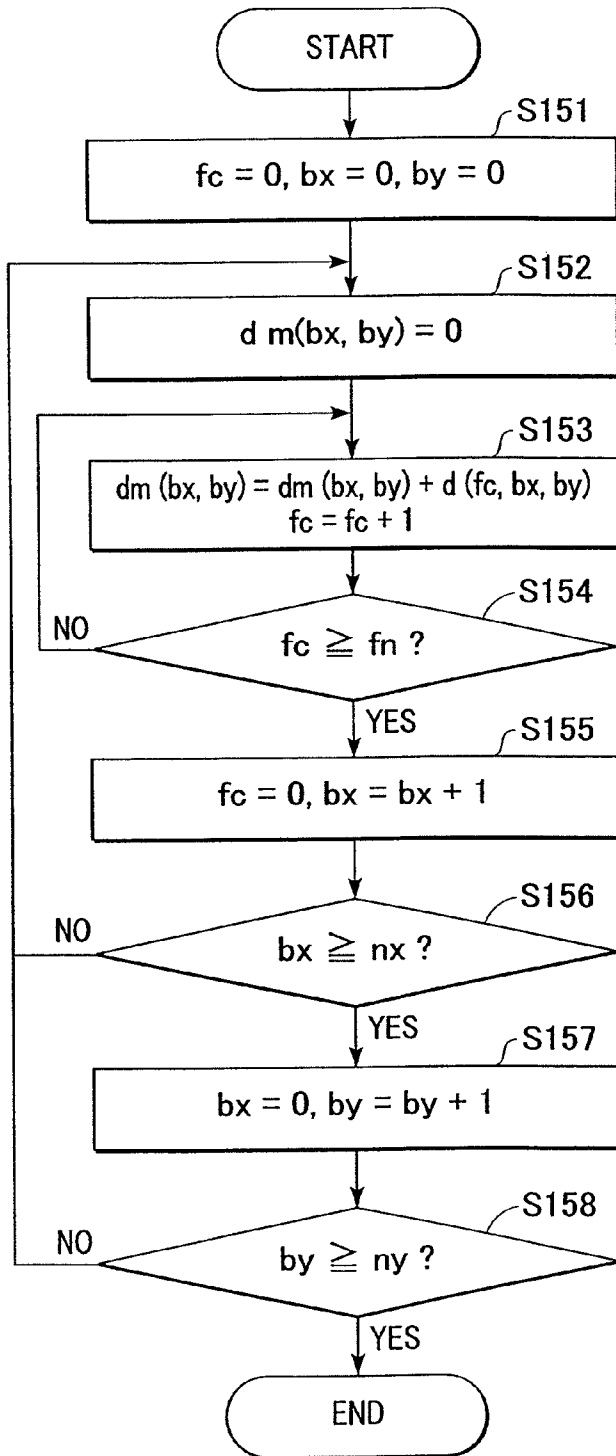 START
S151
fc = 0, bx = 0, by = 0
S152
d m(bx, by) = 0
S153
dm (bx, by) = dm (bx, by) + d (fc, bx, by)
fc = fc + 1
S154
NO
fc ≧ fn ?
YES
S155
fc = 0, bx = bx + 1
S156
NO
bx ≧ nx ?
YES
S157
bx = 0, by = by + 1
S158
NO
by ≧ ny ?
YES
END